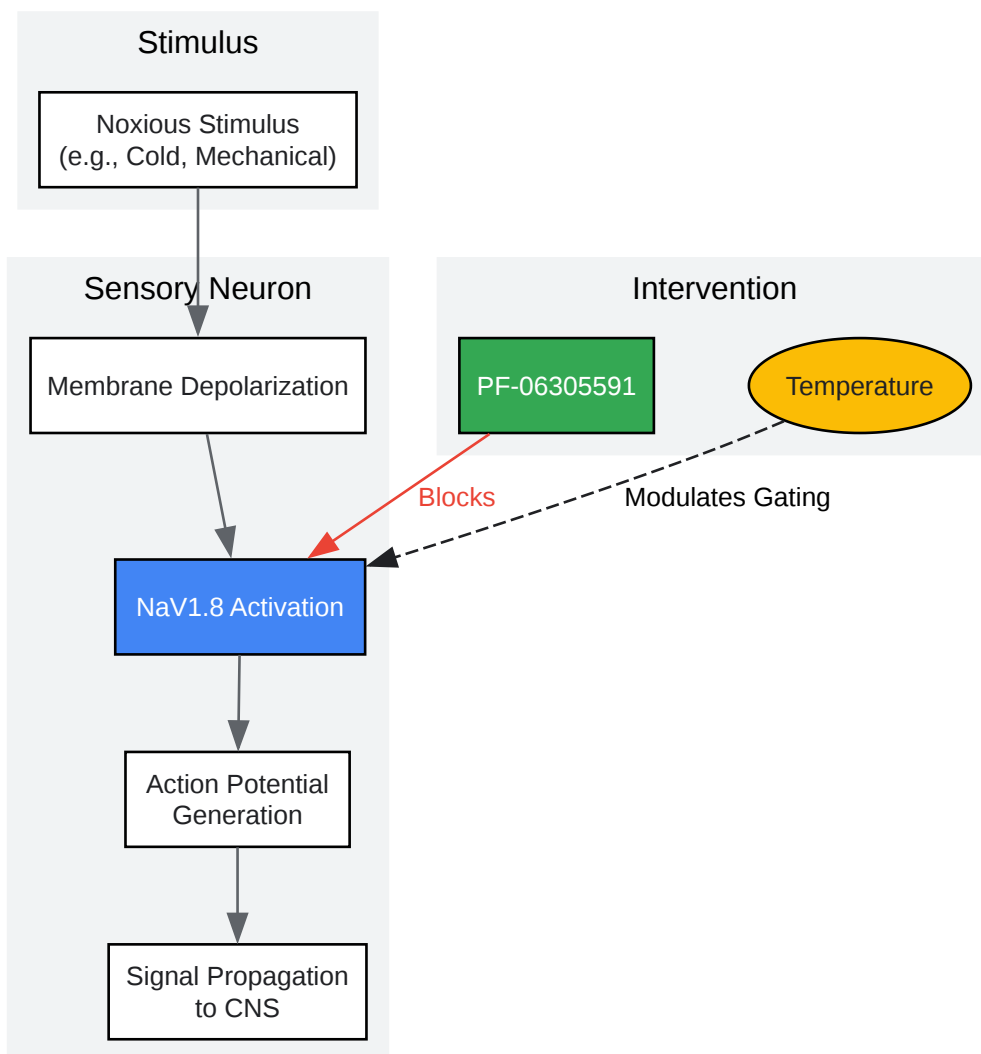 Stimulus
Noxious Stimulus
(e.g., Cold, Mechanical)
Sensory Neuron
Intervention
Membrane Depolarization
PF-06305591
Temperature
Blocks
Modulates Gating
NaV1.8 Activation
Action Potential
Generation
Signal Propagation
to CNS